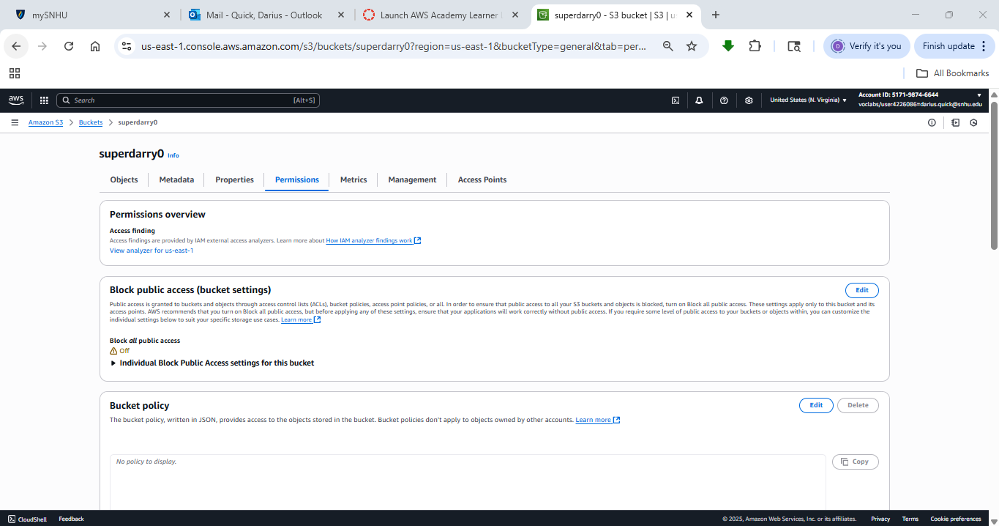 mySNHU
Mail - Quick, Darius - Outlook
Launch AWS Academy Learner
superdarry0 - S3 bucket | S3 | u
us-east-1.console.aws.amazon.com/s3/buckets/superdarry0?region=us-east-1&bucketType=general&tab=per...
D
Verify it's you
Finish update
All Bookmarks
aws
Search
[Alt+S]
United States (N. Virginia)
Account ID: 5171-9874-6644
voclabs/user4226086=darius.quick@snhu.edu
Amazon S3
Buckets
superdarry0
superdarry0 Info
Objects
Metadata
Properties
Permissions
Metrics
Management
Access Points
Permissions overview
Access finding
Access findings are provided by IAM external access analyzers. Learn more about How IAM analyzer findings work
View analyzer for us-east-1
Block public access (bucket settings)
Edit
Public access is granted to buckets and objects through access control lists (ACLs), bucket policies, access point policies, or all. In order to ensure that public access to all your S3 buckets and objects is blocked, turn on Block all public access. These settings apply only to this bucket and its
access points. AWS recommends that you turn on Block all public access, but before applying any of these settings, ensure that your applications will work correctly without public access. If you require some level of public access to your buckets or objects within, you can customize the
individual settings below to suit your specific storage use cases. Learn more
Block all public access
Off
Individual Block Public Access settings for this bucket
Bucket policy
Edit
Delete
The bucket policy, written in JSON, provides access to the objects stored in the bucket. Bucket policies don't apply to objects owned by other accounts. Learn more
No policy to display.
Copy
CloudShell
Feedback
© 2025, Amazon Web Services, Inc. or its affiliates.
Privacy
Terms
Cookie preferences